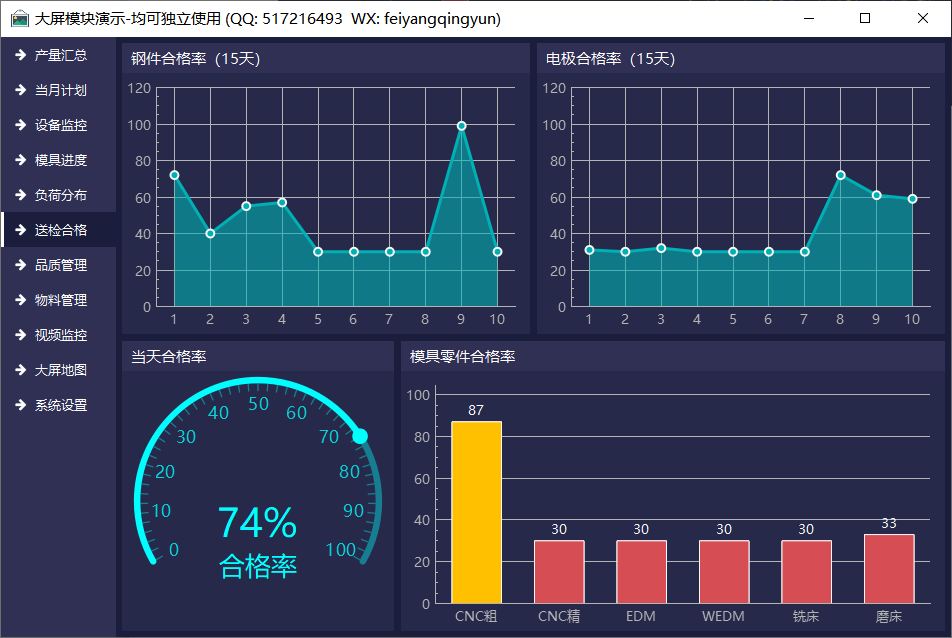 大屏模块演示-均可独立使用 (QQ: 517216493  WX: feiyangqingyun)
产量汇总
当月计划
设备监控
模具进度
负荷分布
送检合格
品质管理
物料管理
视频监控
大屏地图
系统设置
钢件合格率（15天）
120
100
80
60
40
20
0
1 2 3 4 5 6 7 8 9 10
电极合格率（15天）
120
100
80
60
40
20
0
1 2 3 4 5 6 7 8 9 10
当天合格率
0
10
20
30
40
50
60
70
80
90
100
74%
合格率
模具零件合格率
100
80
60
40
20
0
87 30 30 30 30 33
CNC粗 CNC精 EDM WEDM 铣床 磨床